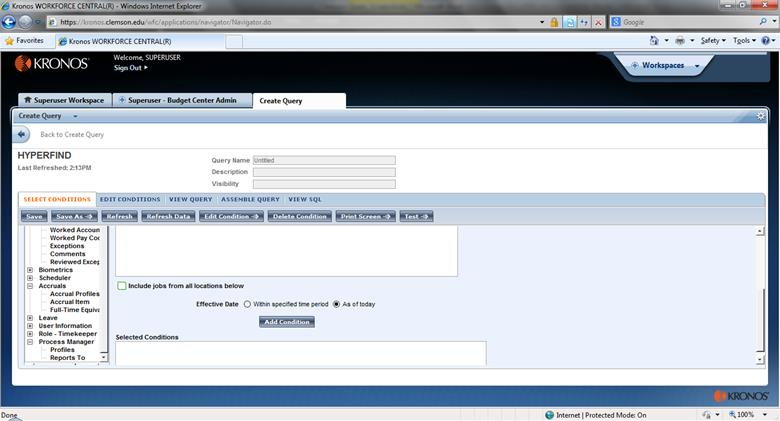 Kronos WORKFORCE CENTRAL(R) - Windows Internet Explorer
https://kronos.clemson.edu/wfc/applications/navigator/Navigator.do
Google
Favorites
Kronos WORKFORCE CENTRAL(R)
Safety
Tools
KRONOS
Welcome, SUPERUSER
Sign Out
Workspaces
Superuser Workspace
Superuser - Budget Center Admin
Create Query
Create Query
Back to Create Query
HYPERFIND
Last Refreshed: 2:13PM
Query Name Untitled
Description
Visibility
SELECT CONDITIONS EDIT CONDITIONS VIEW QUERY ASSEMBLE QUERY VIEW SQL
Save Save As Refresh Refresh Data Edit Condition Delete Condition Print Screen Test
Worked Accoun
Worked Pay Coc
Exceptions
Comments
Reviewed Excep
Biometrics
Scheduler
Accruals
Accrual Profiles
Accrual Item
Full-Time Equiva
Leave
User Information
Role - Timekeeper
Process Manager
Profiles
Reports To
Include jobs from all locations below
Effective Date Within specified time period As of today
Add Condition
Selected Conditions
KRONOS
Done
Internet | Protected Mode: On
100%